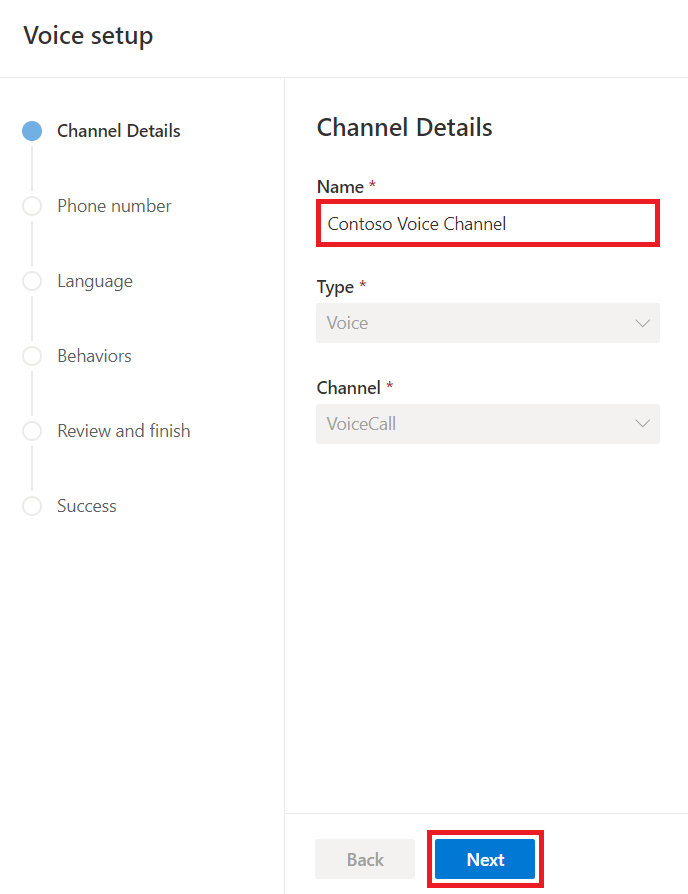 Voice setup
Channel Details
Phone number
Language
Behaviors
Review and finish
Success
Channel Details
Name *
Contoso Voice Channel
Type *
Voice
Channel *
VoiceCall
Back
Next